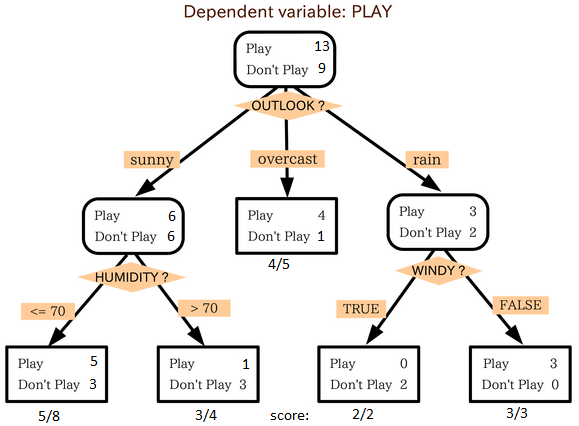 Dependent variable: PLAY
Play 13
Don't Play 9
OUTLOOK ?
sunny
overcast
rain
Play 6
Don't Play 6
Play 4
Don't Play 1
4/5
Play 3
Don't Play 2
HUMIDITY ?
WINDY ?
<= 70
> 70
TRUE
FALSE
Play 5
Don't Play 3
Play 1
Don't Play 3
Play 0
Don't Play 2
Play 3
Don't Play 0
5/8
3/4
score:
2/2
3/3